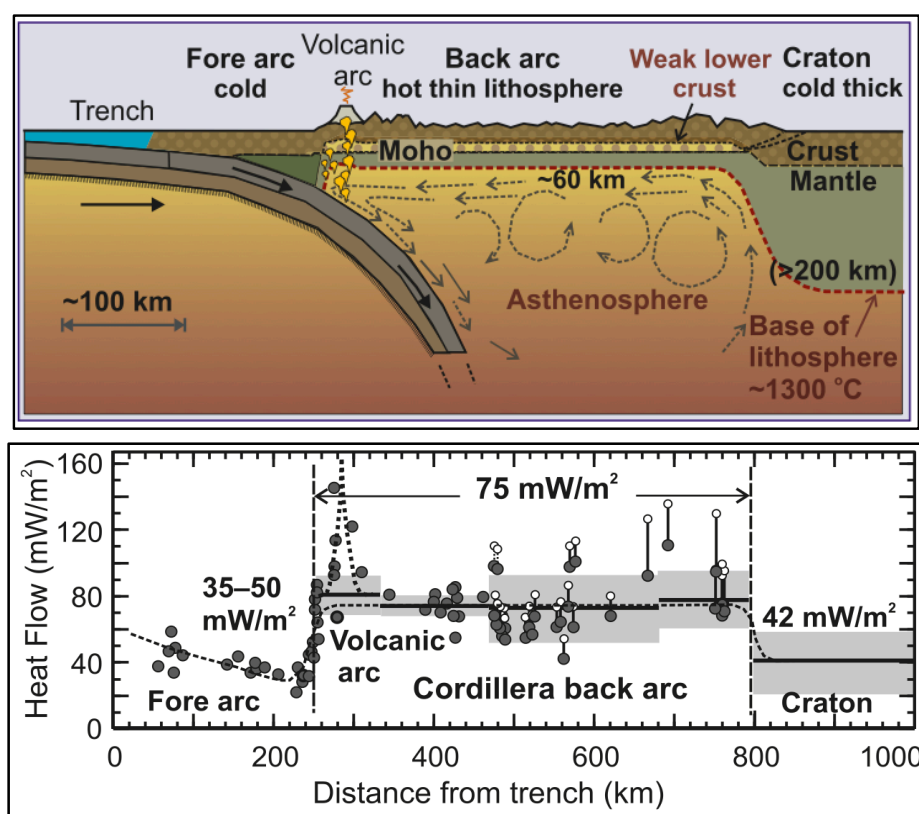 Trench
Fore arc
cold
Volcanic
arc
Back arc
hot thin lithosphere
Weak lower
crust
Craton
cold thick
Moho
Crust
Mantle
~60 km
(>200 km)
~100 km
Asthenosphere
Base of
lithosphere
~1300 °C
Heat Flow (mW/m²)
160
120
80
40
0
75 mW/m²
35–50
mW/m²
42 mW/m²
Fore arc
Volcanic
arc
Cordillera back arc
Craton
0
200
400
600
800
1000
Distance from trench (km)